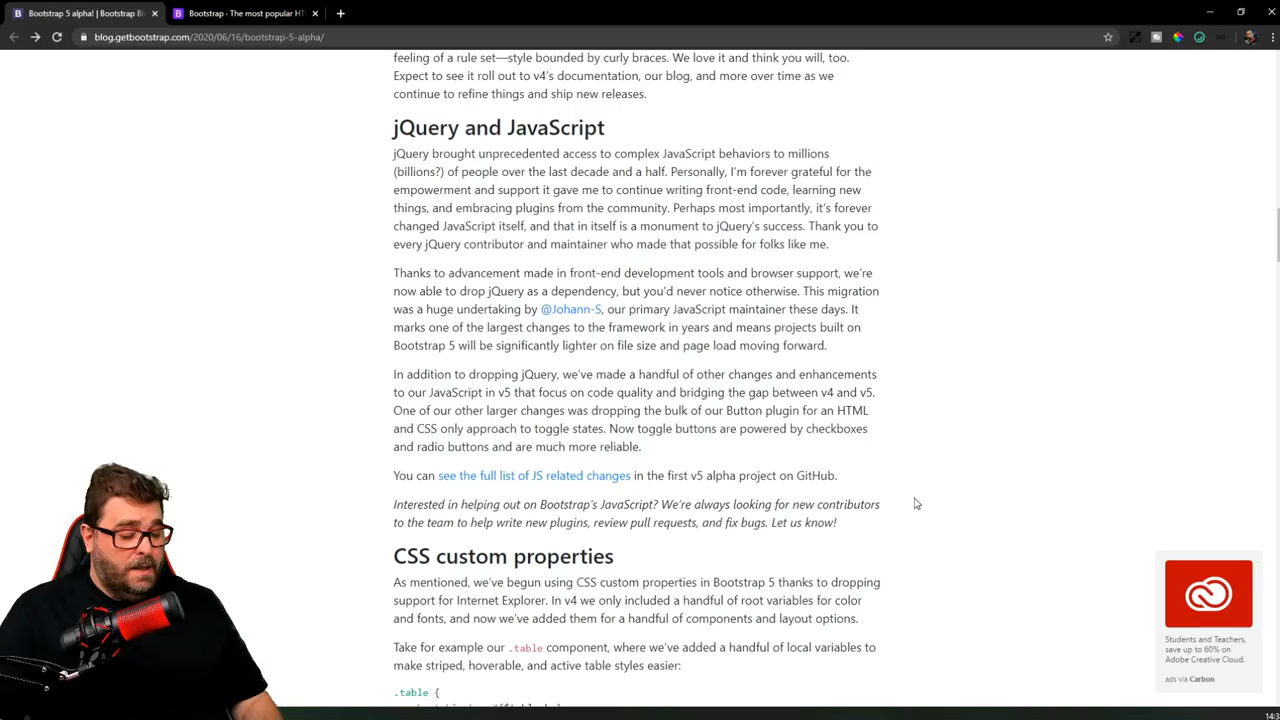 Bootstrap 5 alpha! | Bootstrap Bl
Bootstrap · The most popular HT
blog.getbootstrap.com/2020/06/16/bootstrap-5-alpha/
feeling of a rule set—style bounded by curly braces. We love it and think you will, too.
Expect to see it roll out to v4's documentation, our blog, and more over time as we
continue to refine things and ship new releases.
jQuery and JavaScript
jQuery brought unprecedented access to complex JavaScript behaviors to millions
(billions?) of people over the last decade and a half. Personally, I'm forever grateful for the
empowerment and support it gave me to continue writing front-end code, learning new
things, and embracing plugins from the community. Perhaps most importantly, it's forever
changed JavaScript itself, and that in itself is a monument to jQuery's success. Thank you to
every jQuery contributor and maintainer who made that possible for folks like me.
Thanks to advancement made in front-end development tools and browser support, we're
now able to drop jQuery as a dependency, but you'd never notice otherwise. This migration
was a huge undertaking by @Johann-S, our primary JavaScript maintainer these days. It
marks one of the largest changes to the framework in years and means projects built on
Bootstrap 5 will be significantly lighter on file size and page load moving forward.
In addition to dropping jQuery, we've made a handful of other changes and enhancements
to our JavaScript in v5 that focus on code quality and bridging the gap between v4 and v5.
One of our other larger changes was dropping the bulk of our Button plugin for an HTML
and CSS only approach to toggle states. Now toggle buttons are powered by checkboxes
and radio buttons and are much more reliable.
You can see the full list of JS related changes in the first v5 alpha project on GitHub.
Interested in helping out on Bootstrap's JavaScript? We're always looking for new contributors
to the team to help write new plugins, review pull requests, and fix bugs. Let us know!
CSS custom properties
As mentioned, we've begun using CSS custom properties in Bootstrap 5 thanks to dropping
support for Internet Explorer. In v4 we only included a handful of root variables for color
and fonts, and now we've added them for a handful of components and layout options.
Take for example our .table component, where we've added a handful of local variables to
make striped, hoverable, and active table styles easier:
.table {
Students and Teachers,
save up to 60% on
Adobe Creative Cloud.
ads via Carbon
14:3